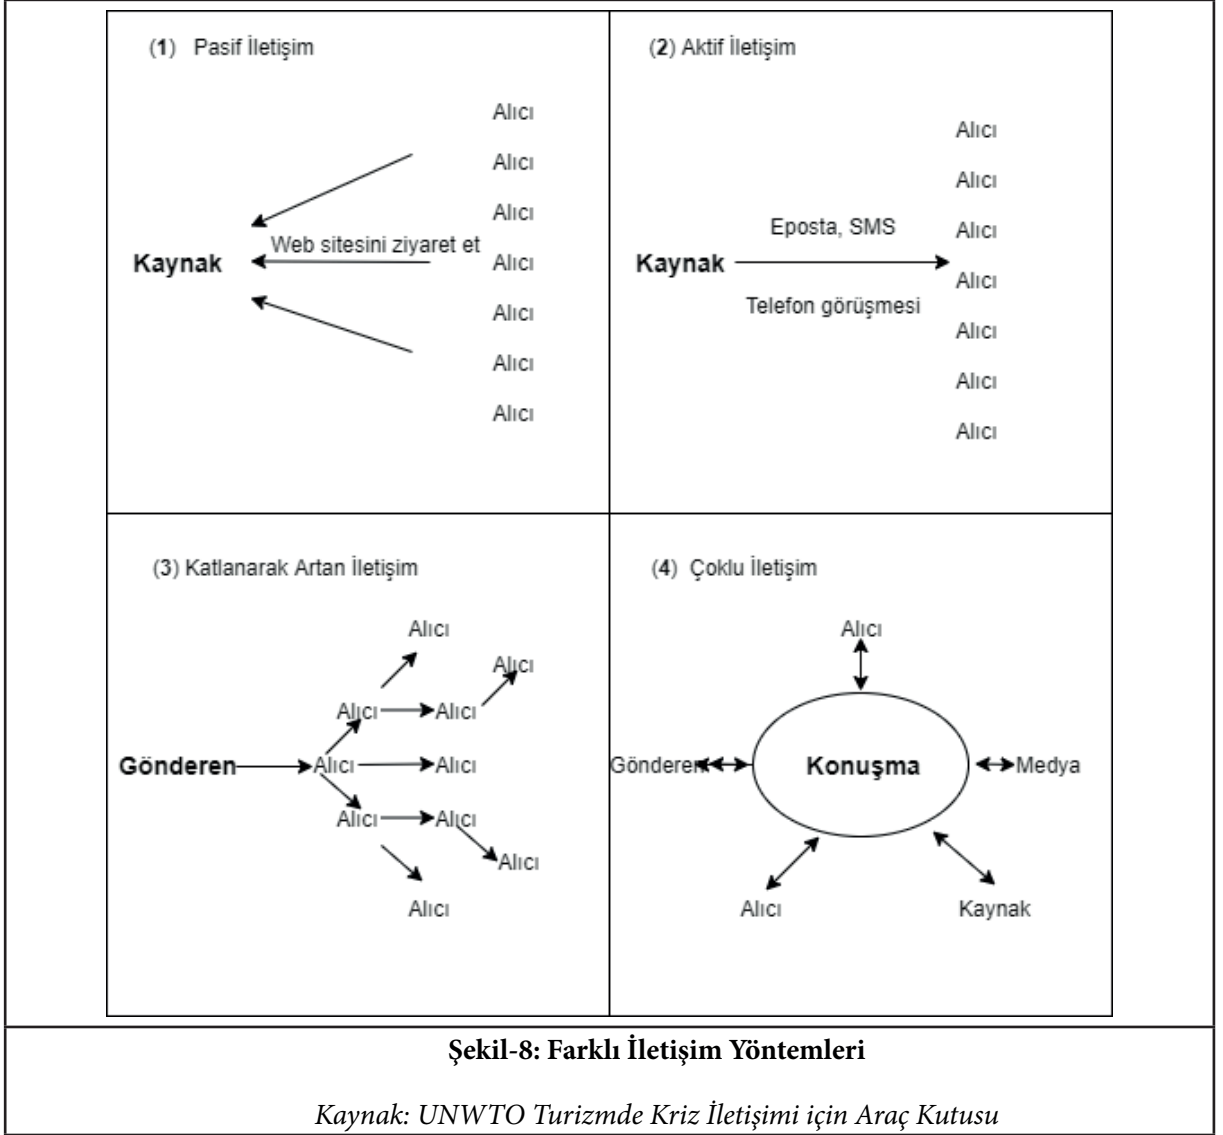 (1) Pasif İletişim
Alıcı
Alıcı
Alıcı
Web sitesini ziyaret et
Kaynak
Alıcı
Alıcı
Alıcı
Alıcı
(2) Aktif İletişim
Alıcı
Alıcı
Eposta, SMS
Alıcı
Kaynak
Alıcı
Telefon görüşmesi
Alıcı
Alıcı
Alıcı
(3) Katlanarak Artan İletişim
Alıcı
Alıcı
Alıcı
Alıcı
Gönderen
Alıcı
Alıcı
Alıcı
Alıcı
Alıcı
Alıcı
(4) Çoklu İletişim
Alıcı
Gönderen
Konuşma
Medya
Alıcı
Kaynak
Şekil-8: Farklı İletişim Yöntemleri
Kaynak: UNWTO Turizmde Kriz İletişimi için Araç Kutusu